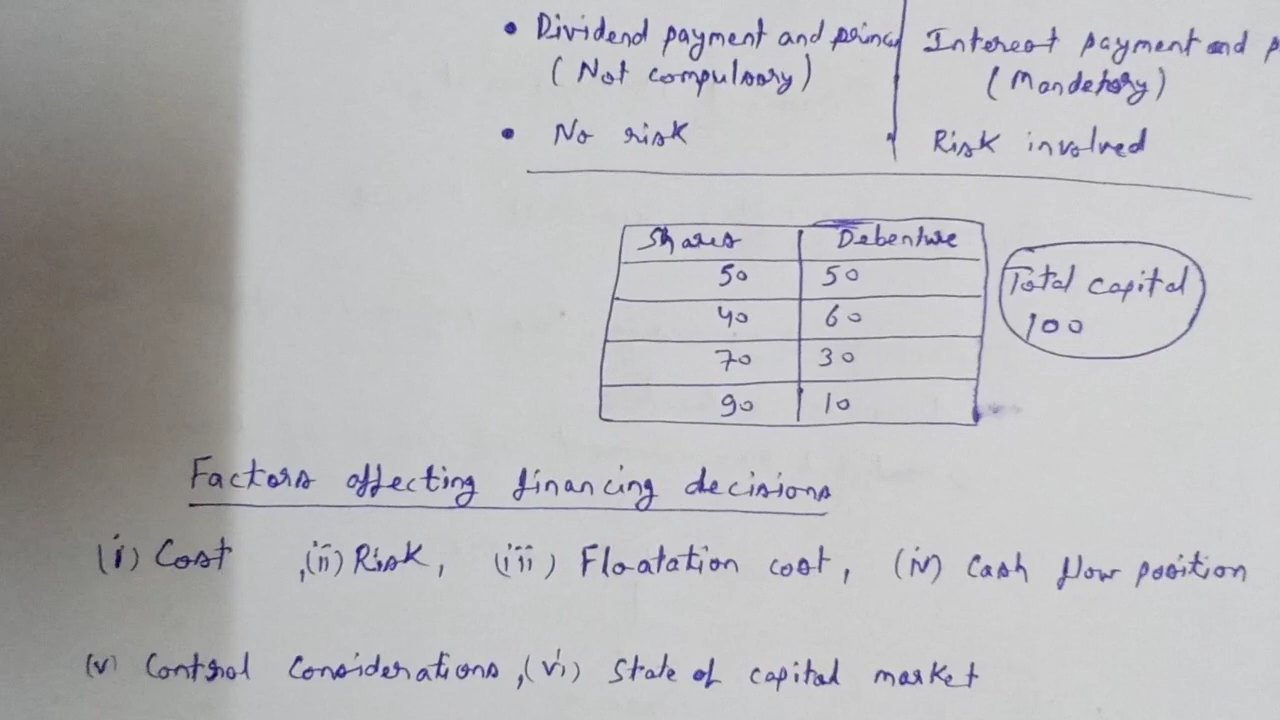 • Dividend payment and princ Interest payment and p
(Not compulsory) (Mandetory)
• No risk Risk involved
Shares Debenture
50 50
40 60
70 30
90 10
Total capital
100
Factors affecting financing decisions
(i) Cost ,(ii) Risk, (iii) Floatation cost, (iv) Cash flow position
(v) Control Considerations,(vi) State of capital market